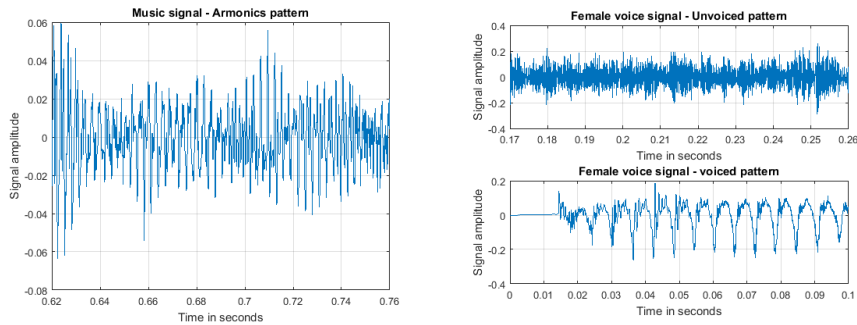 Music signal - Armonics pattern
0.06
0.04
0.02
0
-0.02
-0.04
-0.06
-0.08
0.62 0.64 0.66 0.68 0.7 0.72 0.74 0.76
Signal amplitude
Time in seconds
Female voice signal - Unvoiced pattern
0.4
0.2
0
-0.2
-0.4
0.17 0.18 0.19 0.2 0.21 0.22 0.23 0.24 0.25 0.26
Signal amplitude
Time in seconds
Female voice signal - voiced pattern
0.2
0
-0.2
-0.4
0 0.01 0.02 0.03 0.04 0.05 0.06 0.07 0.08 0.09 0.1
Signal amplitude
Time in seconds